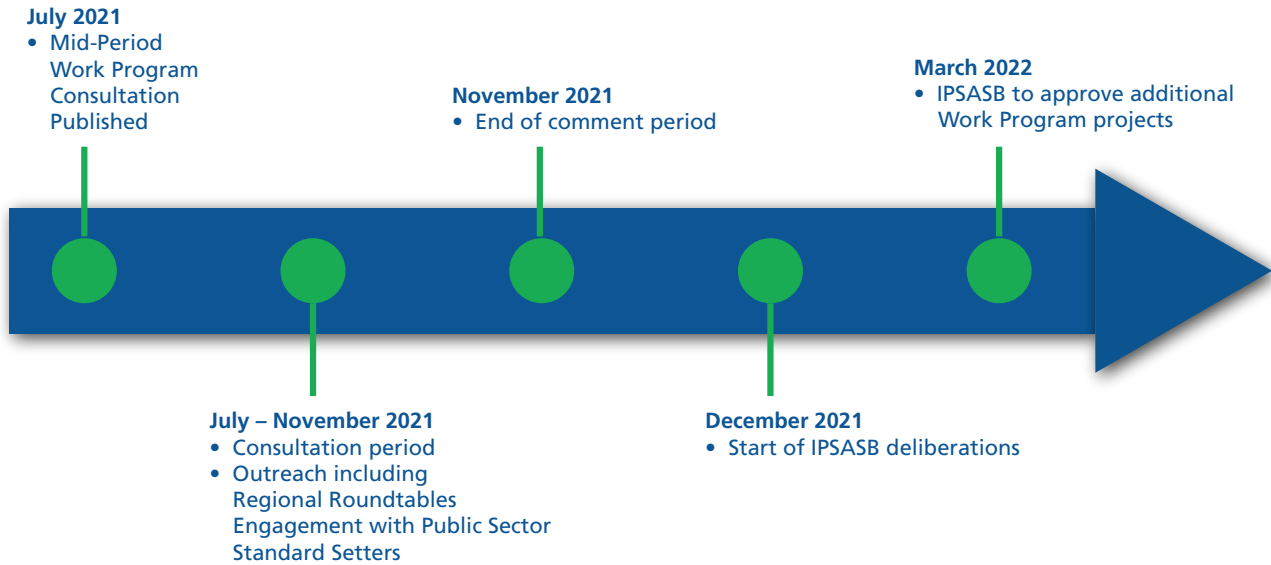 July 2021
• Mid-Period
Work Program
Consultation
Published
November 2021
• End of comment period
March 2022
• IPSASB to approve additional
Work Program projects
July – November 2021
• Consultation period
• Outreach including
Regional Roundtables
Engagement with Public Sector
Standard Setters
December 2021
• Start of IPSASB deliberations